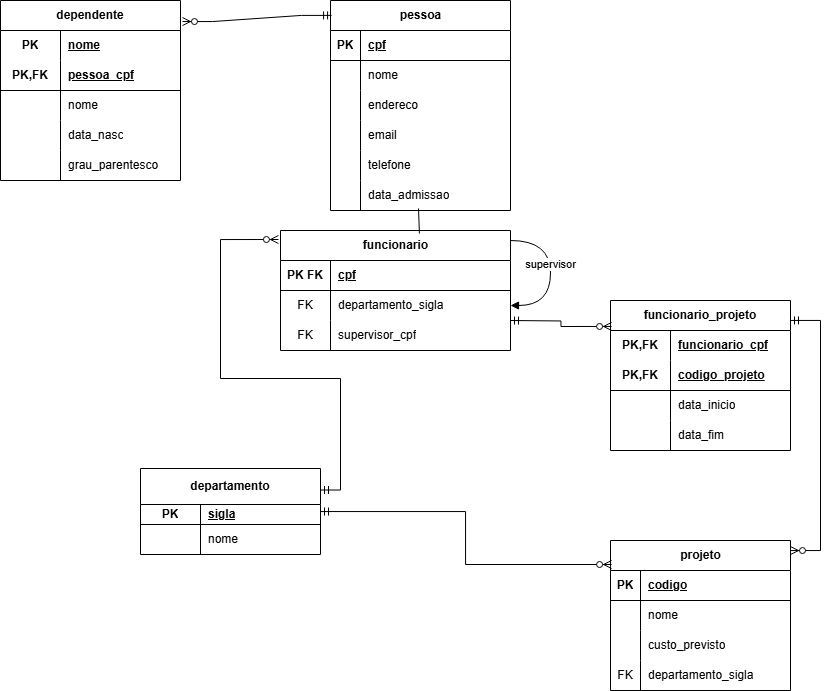 dependente
PK nome
PK,FK pessoa_cpf
nome
data_nasc
grau_parentesco
pessoa
PK cpf
nome
endereco
email
telefone
data_admissao
funcionario
PK FK cpf
FK departamento_sigla
FK supervisor_cpf
supervisor
funcionario_projeto
PK,FK funcionario_cpf
PK,FK codigo_projeto
data_inicio
data_fim
departamento
PK sigla
nome
projeto
PK codigo
nome
custo_previsto
FK departamento_sigla